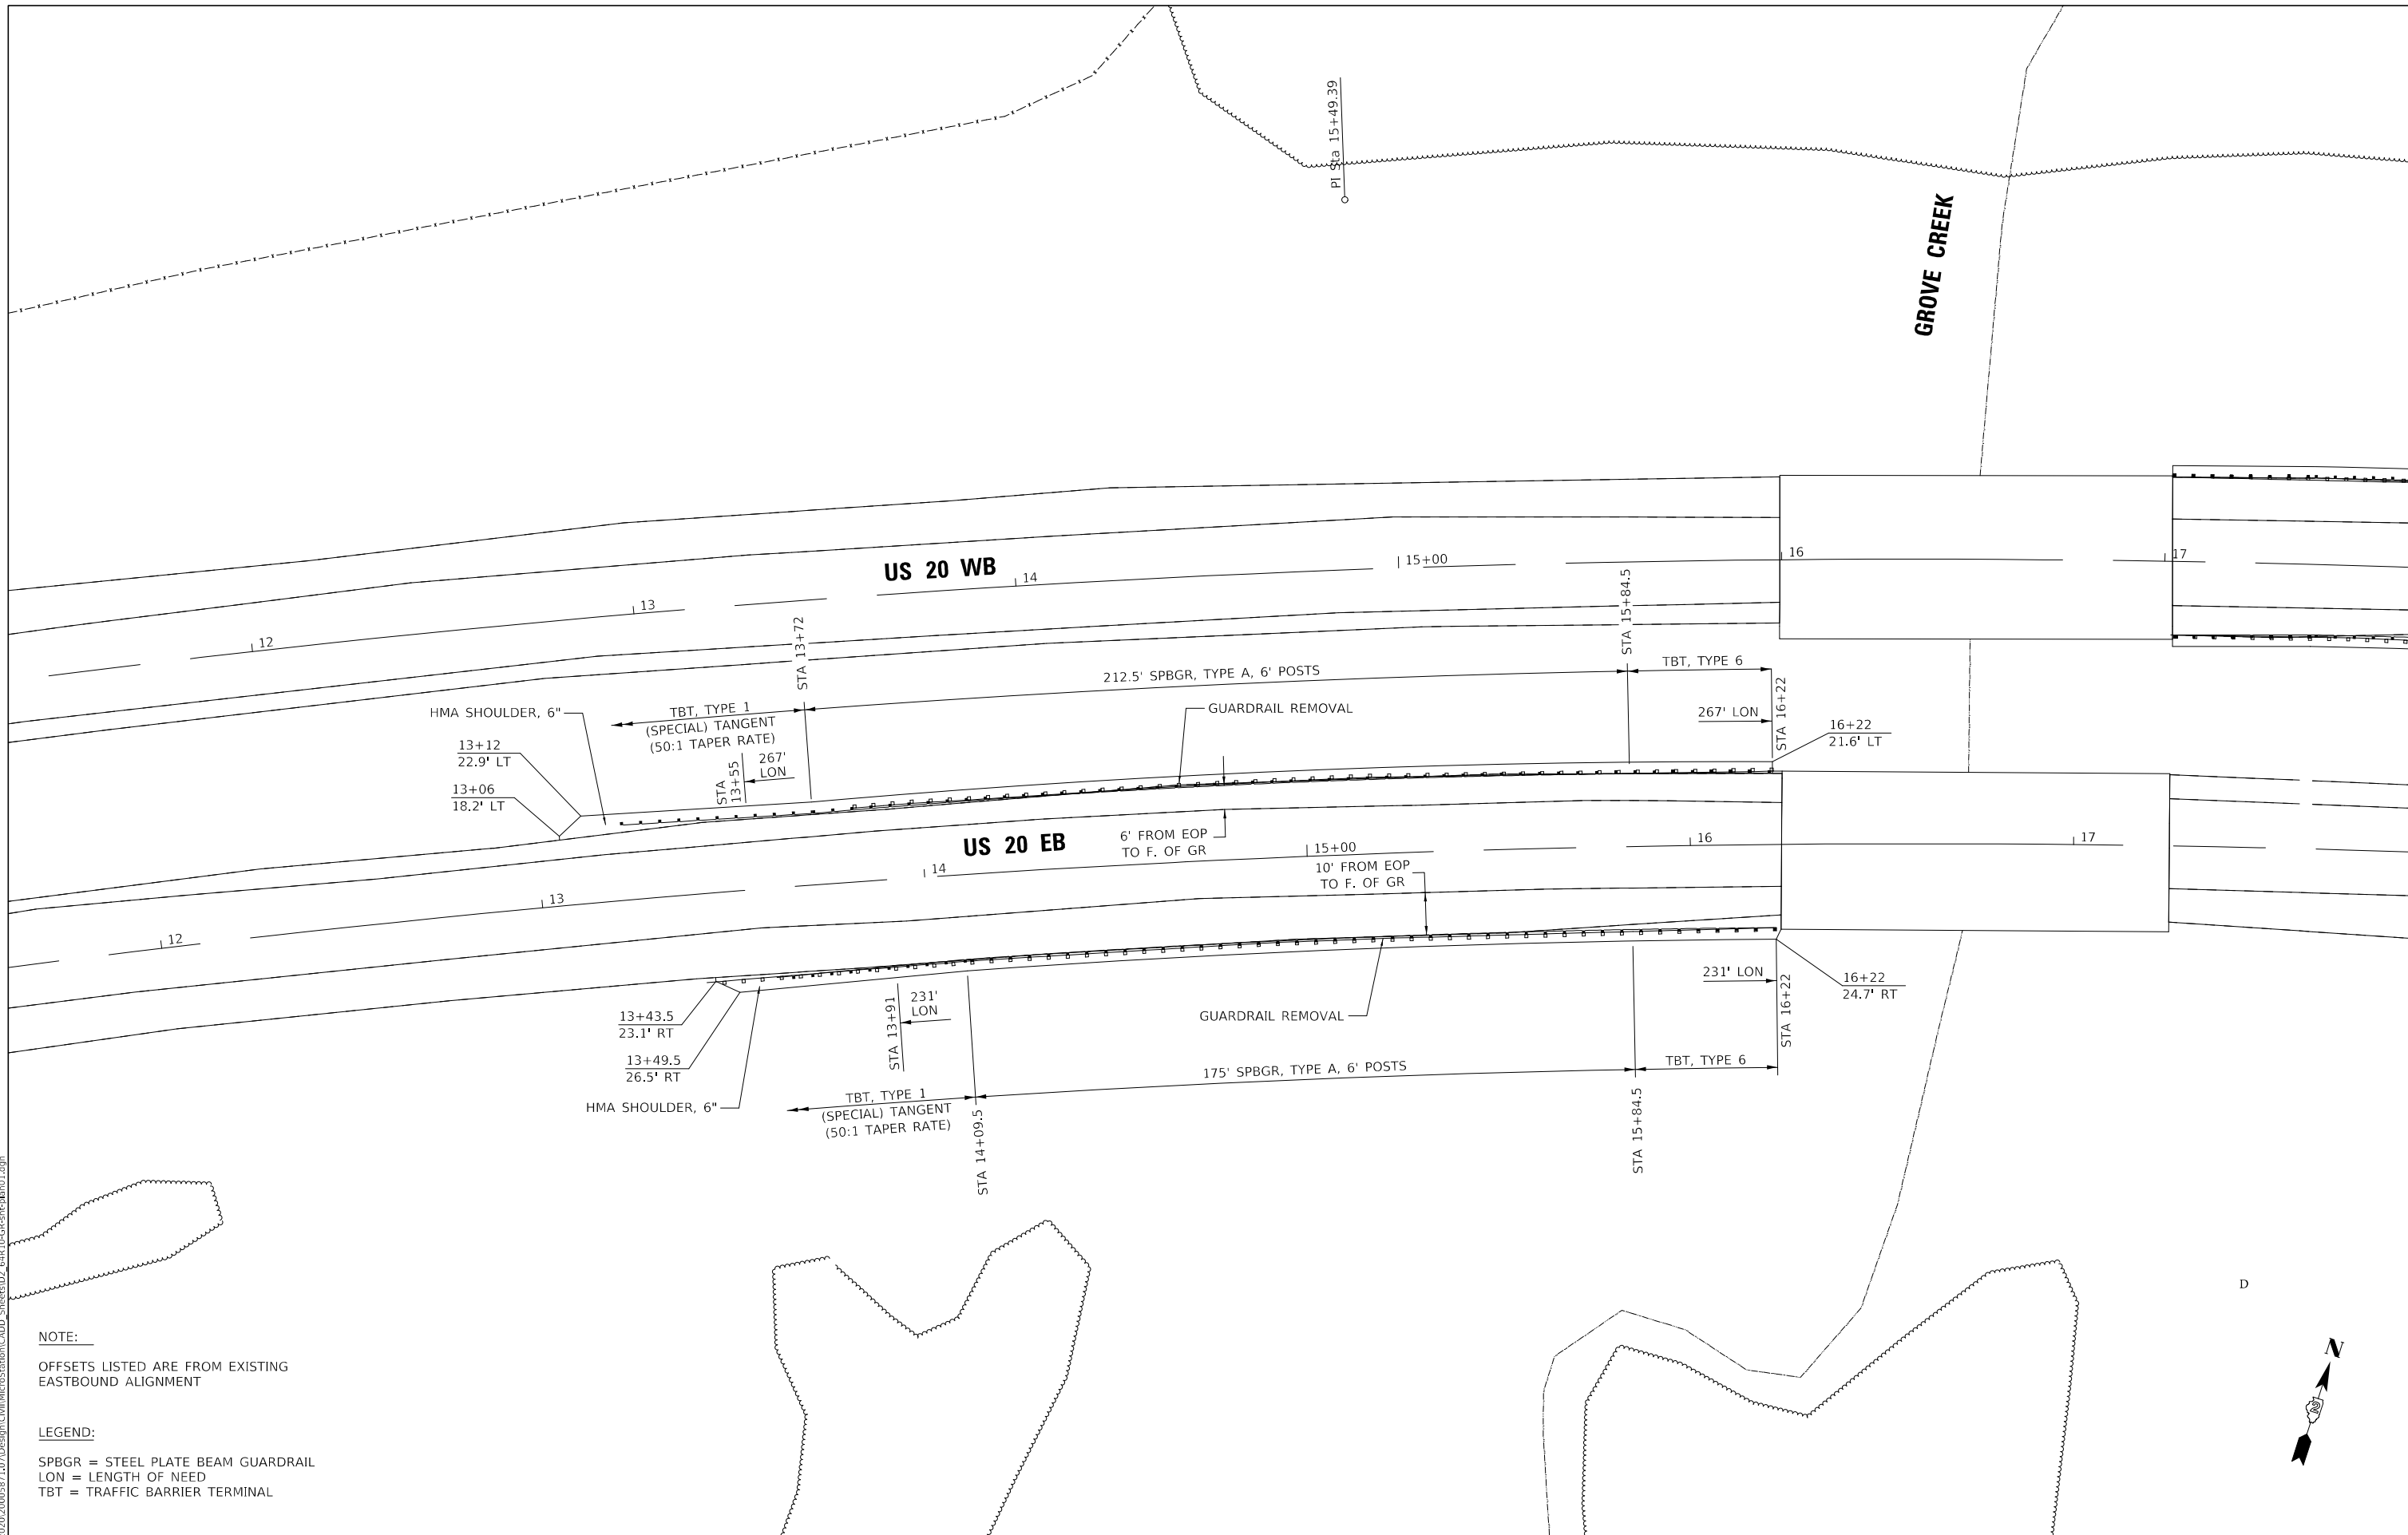 PI Sta 15+49.39
GROVE CREEK
US 20 WB
12
13
14
15+00
16
17
STA 13+72
STA 15+84.5
212.5' SPBGR, TYPE A, 6' POSTS
TBT, TYPE 6
HMA SHOULDER, 6"
TBT, TYPE 1
(SPECIAL) TANGENT
(50:1 TAPER RATE)
GUARDRAIL REMOVAL
267' LON
STA 16+22
16+22
21.6' LT
13+12
22.9' LT
13+06
18.2' LT
STA
13+55
267'
LON
US 20 EB
6' FROM EOP
TO F. OF GR
12
13
14
15+00
16
17
10' FROM EOP
TO F. OF GR
13+43.5
23.1' RT
13+49.5
26.5' RT
HMA SHOULDER, 6"
STA 13+91
231'
LON
GUARDRAIL REMOVAL
231' LON
STA 16+22
16+22
24.7' RT
TBT, TYPE 1
(SPECIAL) TANGENT
(50:1 TAPER RATE)
175' SPBGR, TYPE A, 6' POSTS
TBT, TYPE 6
STA 14+09.5
STA 15+84.5
D
N
NOTE:
OFFSETS LISTED ARE FROM EXISTING
EASTBOUND ALIGNMENT
LEGEND:
SPBGR = STEEL PLATE BEAM GUARDRAIL
LON = LENGTH OF NEED
TBT = TRAFFIC BARRIER TERMINAL